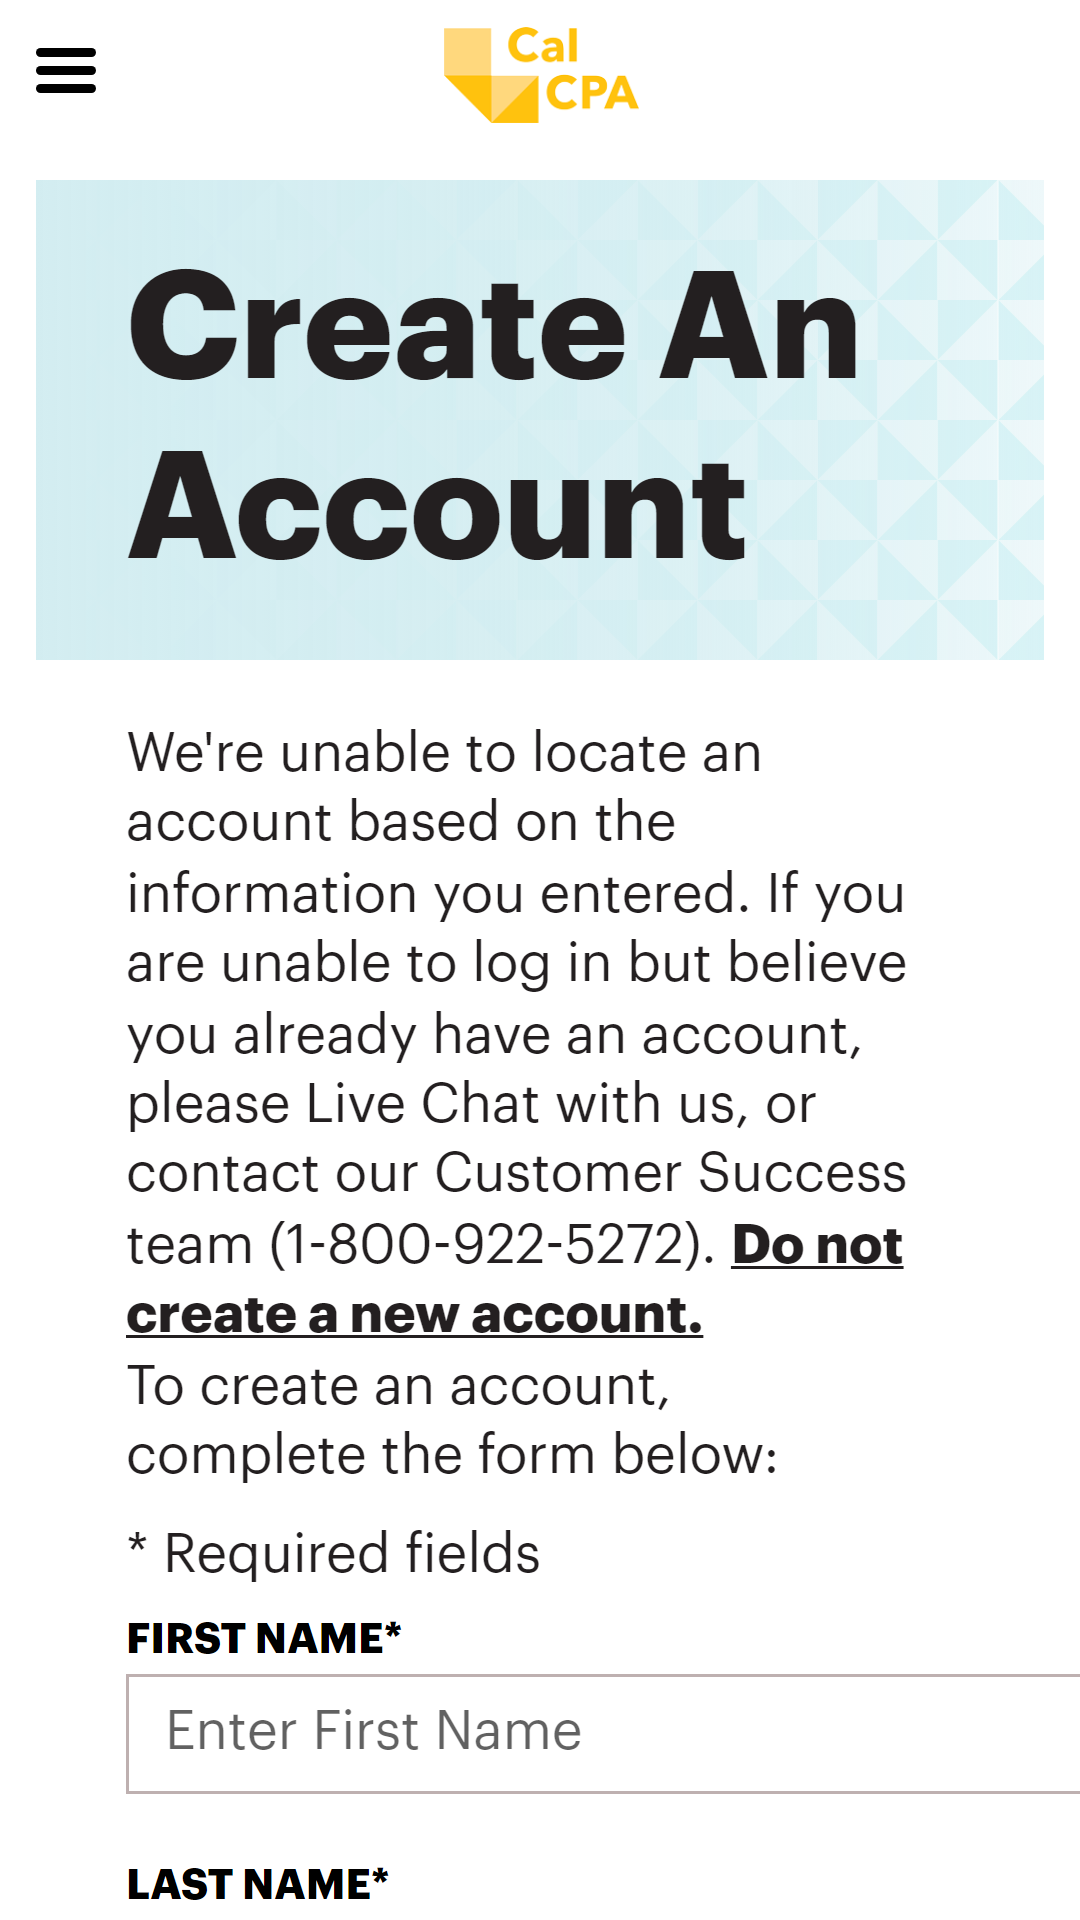 Cal
CPA
Create An
Account
We're unable to locate an
account based on the
information you entered. If you
are unable to log in but believe
you already have an account,
please Live Chat with us, or
contact our Customer Success
team (1-800-922-5272). Do not
create a new account.
To create an account,
complete the form below:
* Required fields
FIRST NAME*
Enter First Name
LAST NAME*